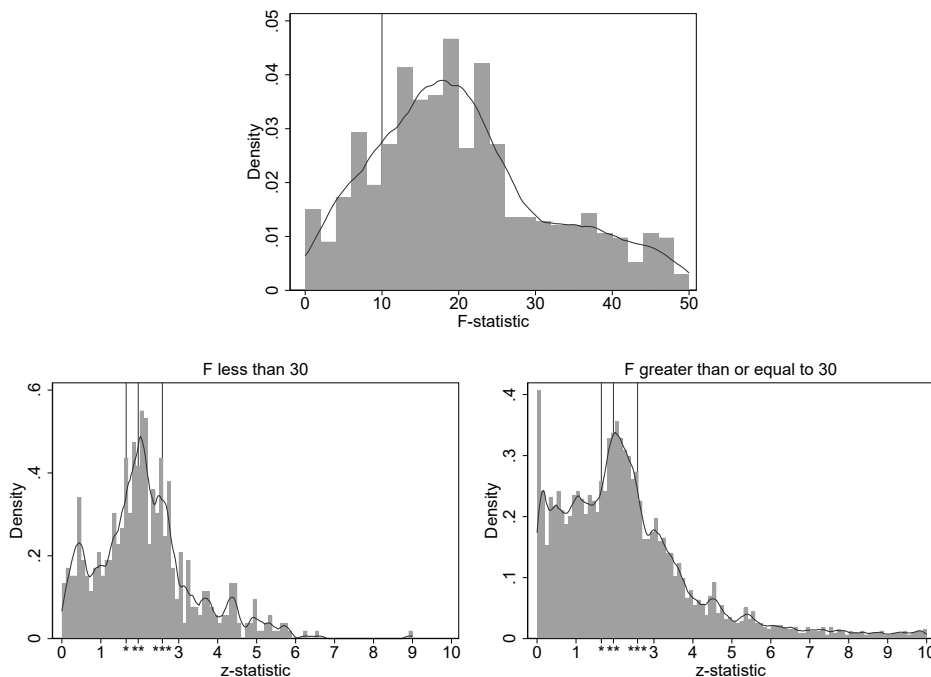 Density
0 .01 .02 .03 .04 .05
0 10 20 30 40 50
F-statistic
F less than 30
Density
0 .2 .4 .6
0 1 * ** *** 3 4 5 6 7 8 9 10
z-statistic
F greater than or equal to 30
Density
0 .1 .2 .3 .4
0 1 * ** *** 3 4 5 6 7 8 9 10
z-statistic